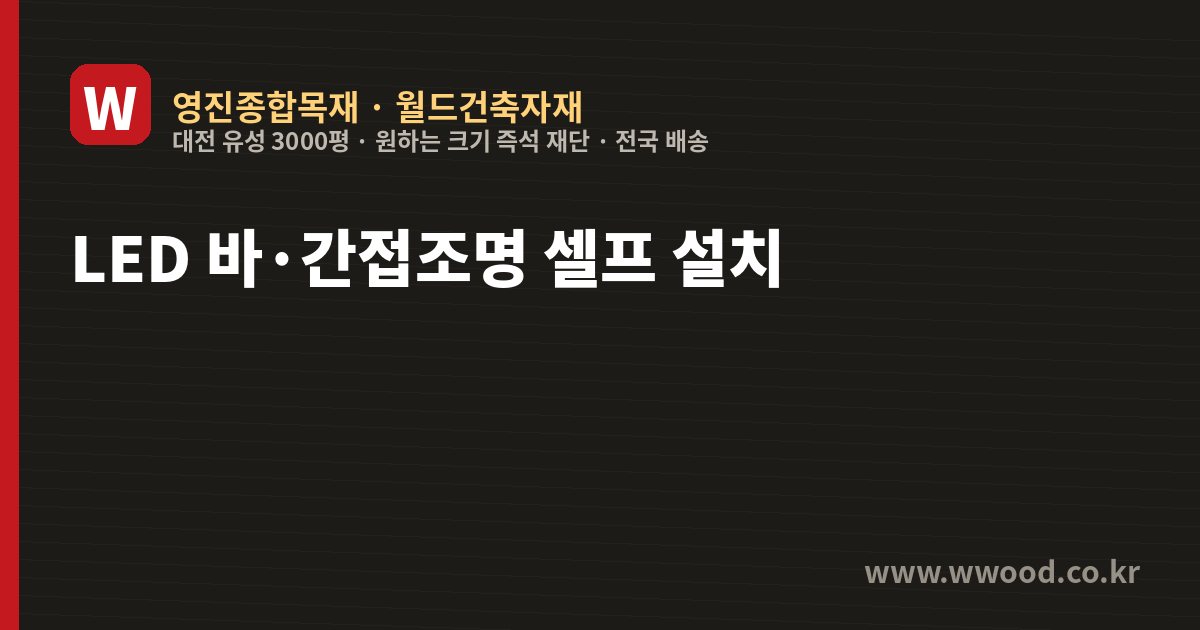 W
영진종합목재 · 월드건축자재
대전 유성 3000평 · 원하는 크기 즉석 재단 · 전국 배송
LED 바·간접조명 셀프 설치
www.wwood.co.kr